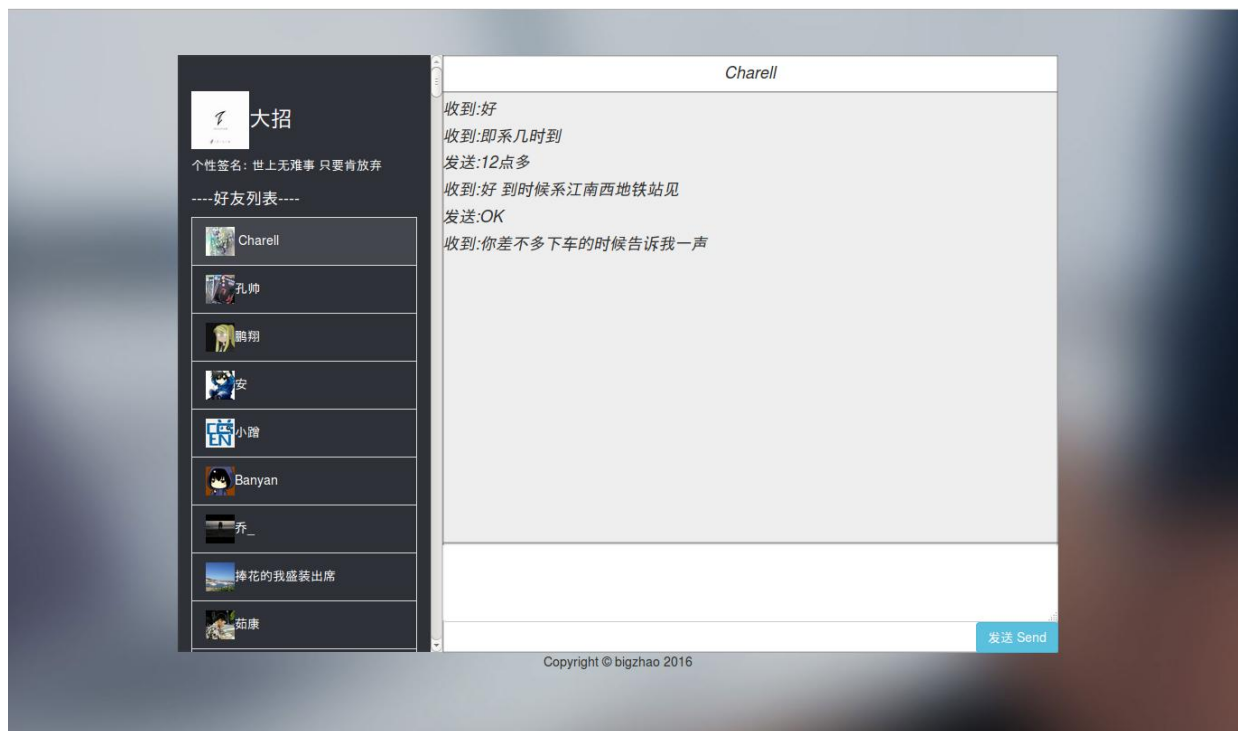 大招
个性签名: 世上无难事 只要肯放弃
----好友列表----
Charell
孔帅
鹏翔
安
小蹭
Banyan
乔_
捧花的我盛装出席
茹康
Charell
收到:好
收到:即系几时到
发送:12点多
收到:好 到时候系江南西地铁站见
发送:OK
收到:你差不多下车的时候告诉我一声
发送 Send
Copyright © bigzhao 2016